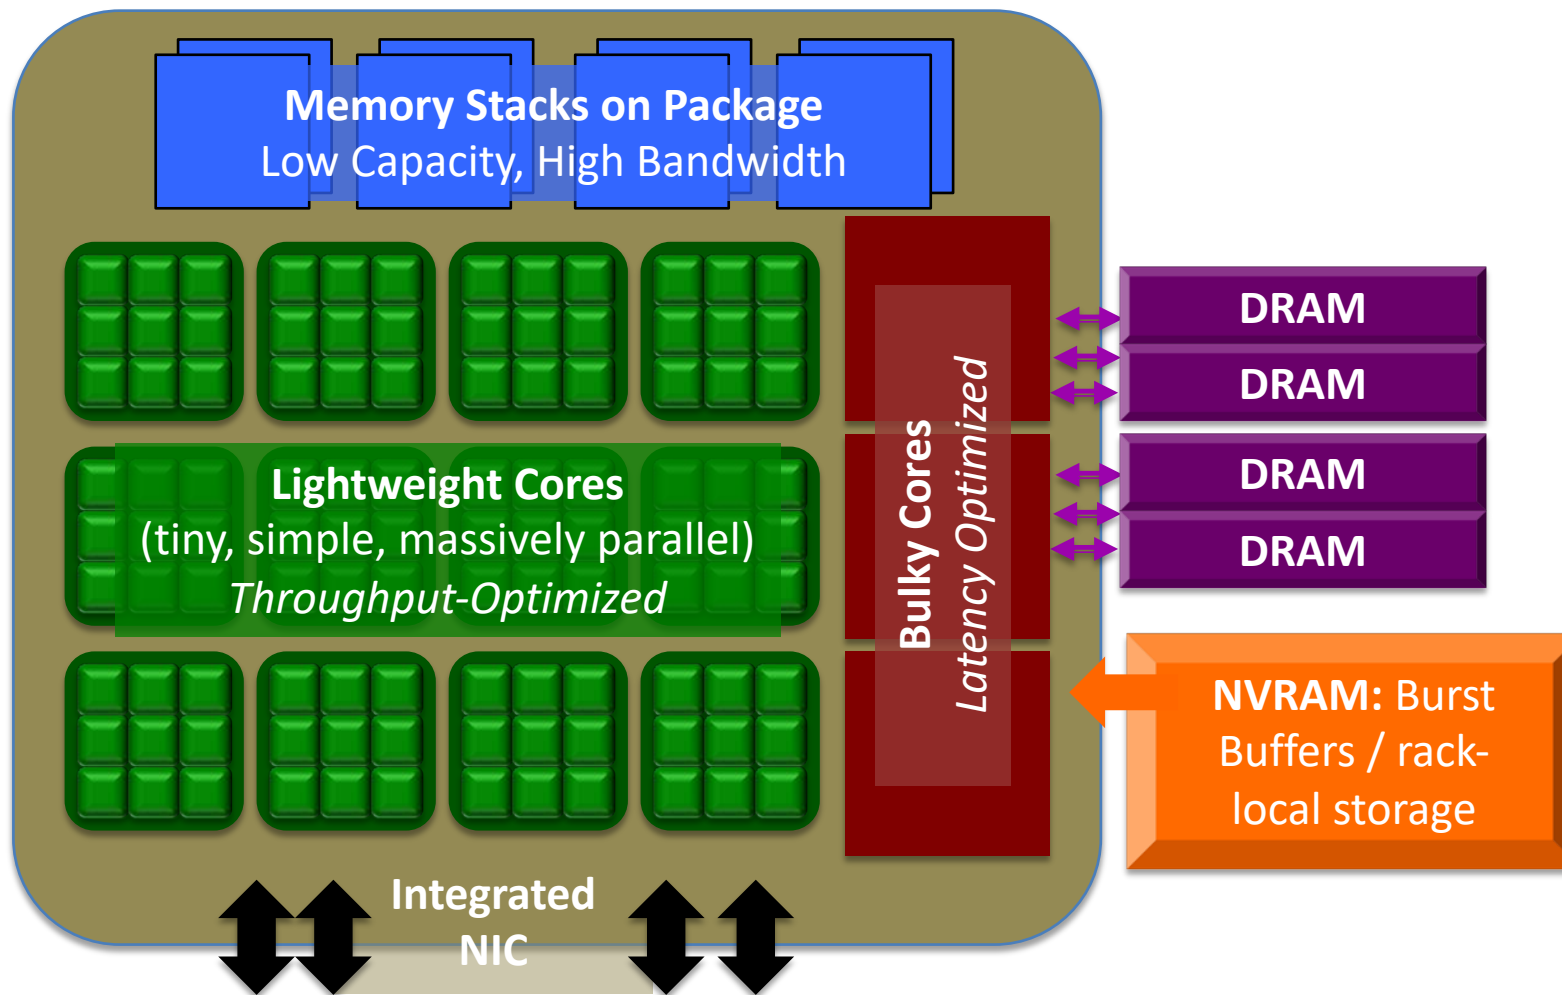 Memory Stacks on Package
Low Capacity, High Bandwidth
Lightweight Cores
(tiny, simple, massively parallel)
Throughput-Optimized
Bulky Cores
Latency Optimized
DRAM
DRAM
DRAM
DRAM
NVRAM: Burst
Buffers / rack-
local storage
Integrated
NIC